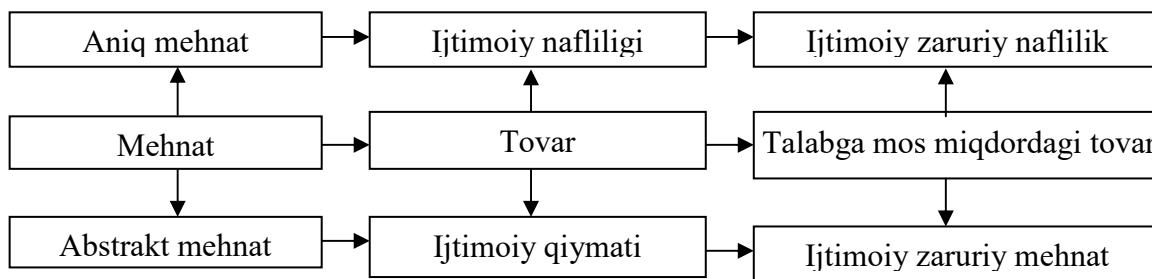 Aniq mehnat
Ijtimoiy nafliligi
Ijtimoiy zaruriy naflilik
Mehnat
Tovar
Talabga mos miqdordagi tovar
Abstrakt mehnat
Ijtimoiy qiymati
Ijtimoiy zaruriy mehnat